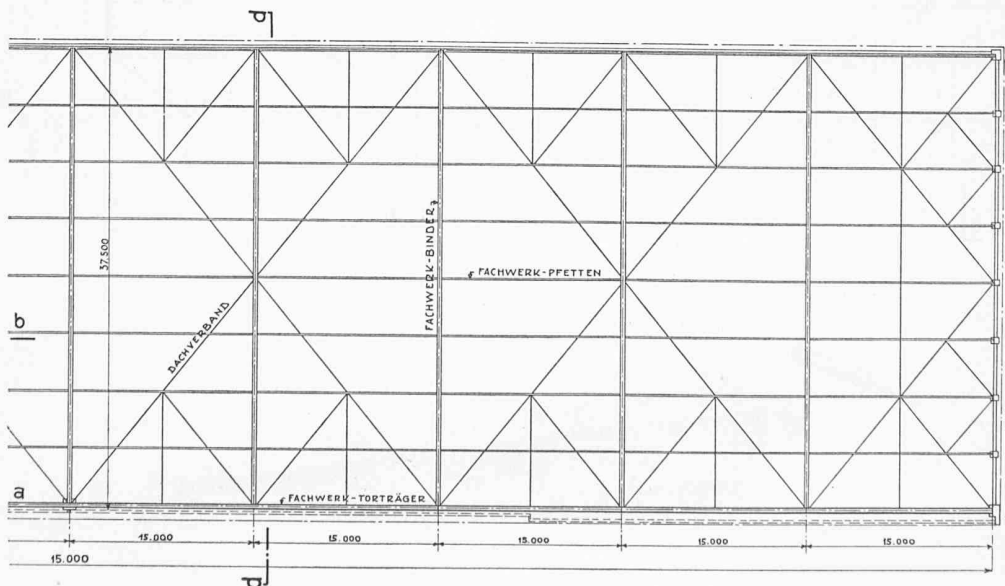 d
37.500
FACHWERK-BINDER
FACHWERK-PFETTEN
b
DACHVERBAND
a
FACHWERK-TORTRÄGER
15.000
15.000
15.000
15.000
15.000
15.000
d